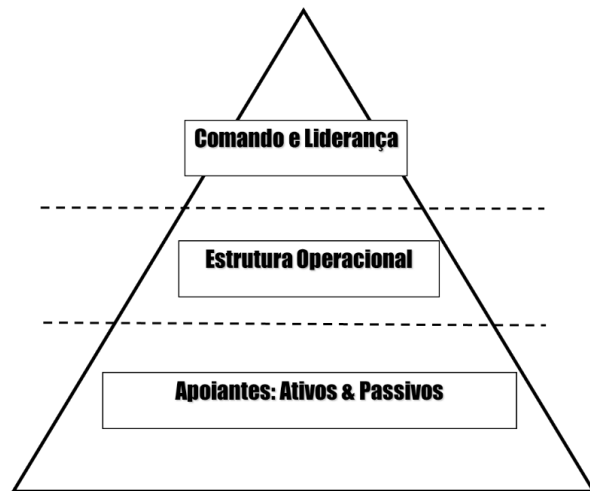 Comando e Liderança
Estrutura Operacional
Apoiantes: Ativos & Passivos